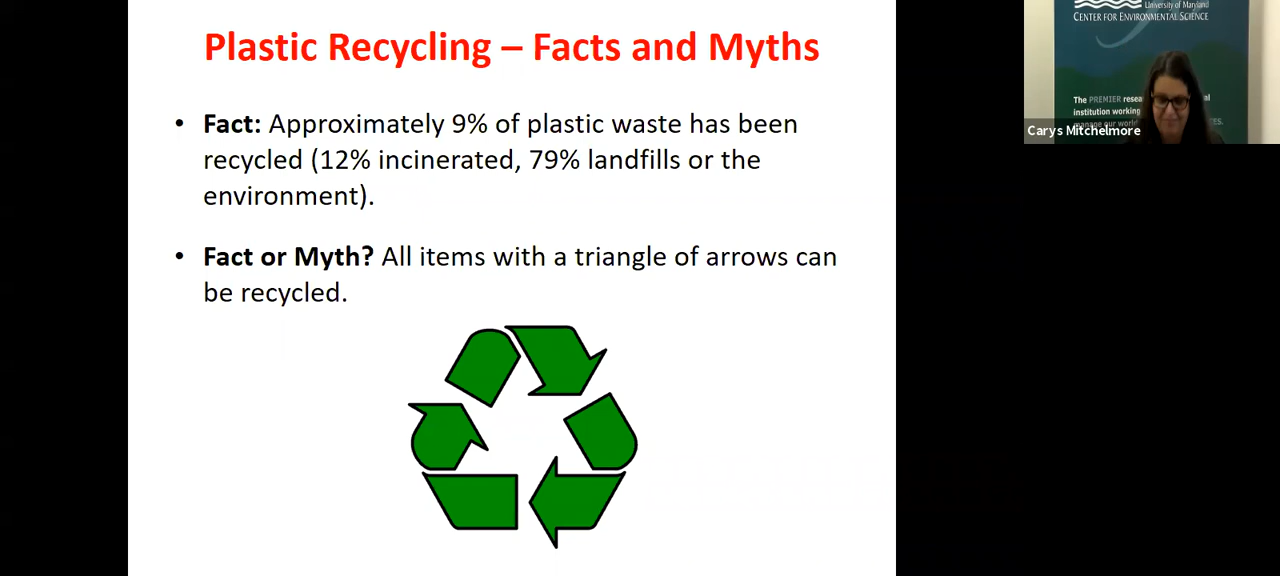 Plastic Recycling – Facts and Myths
• Fact: Approximately 9% of plastic waste has been
recycled (12% incinerated, 79% landfills or the
environment).
• Fact or Myth? All items with a triangle of arrows can
be recycled.
University of Maryland
CENTER FOR ENVIRONMENTAL SCIENCE
The PREMIER
institution working
manage our
Carys Mitchelmore